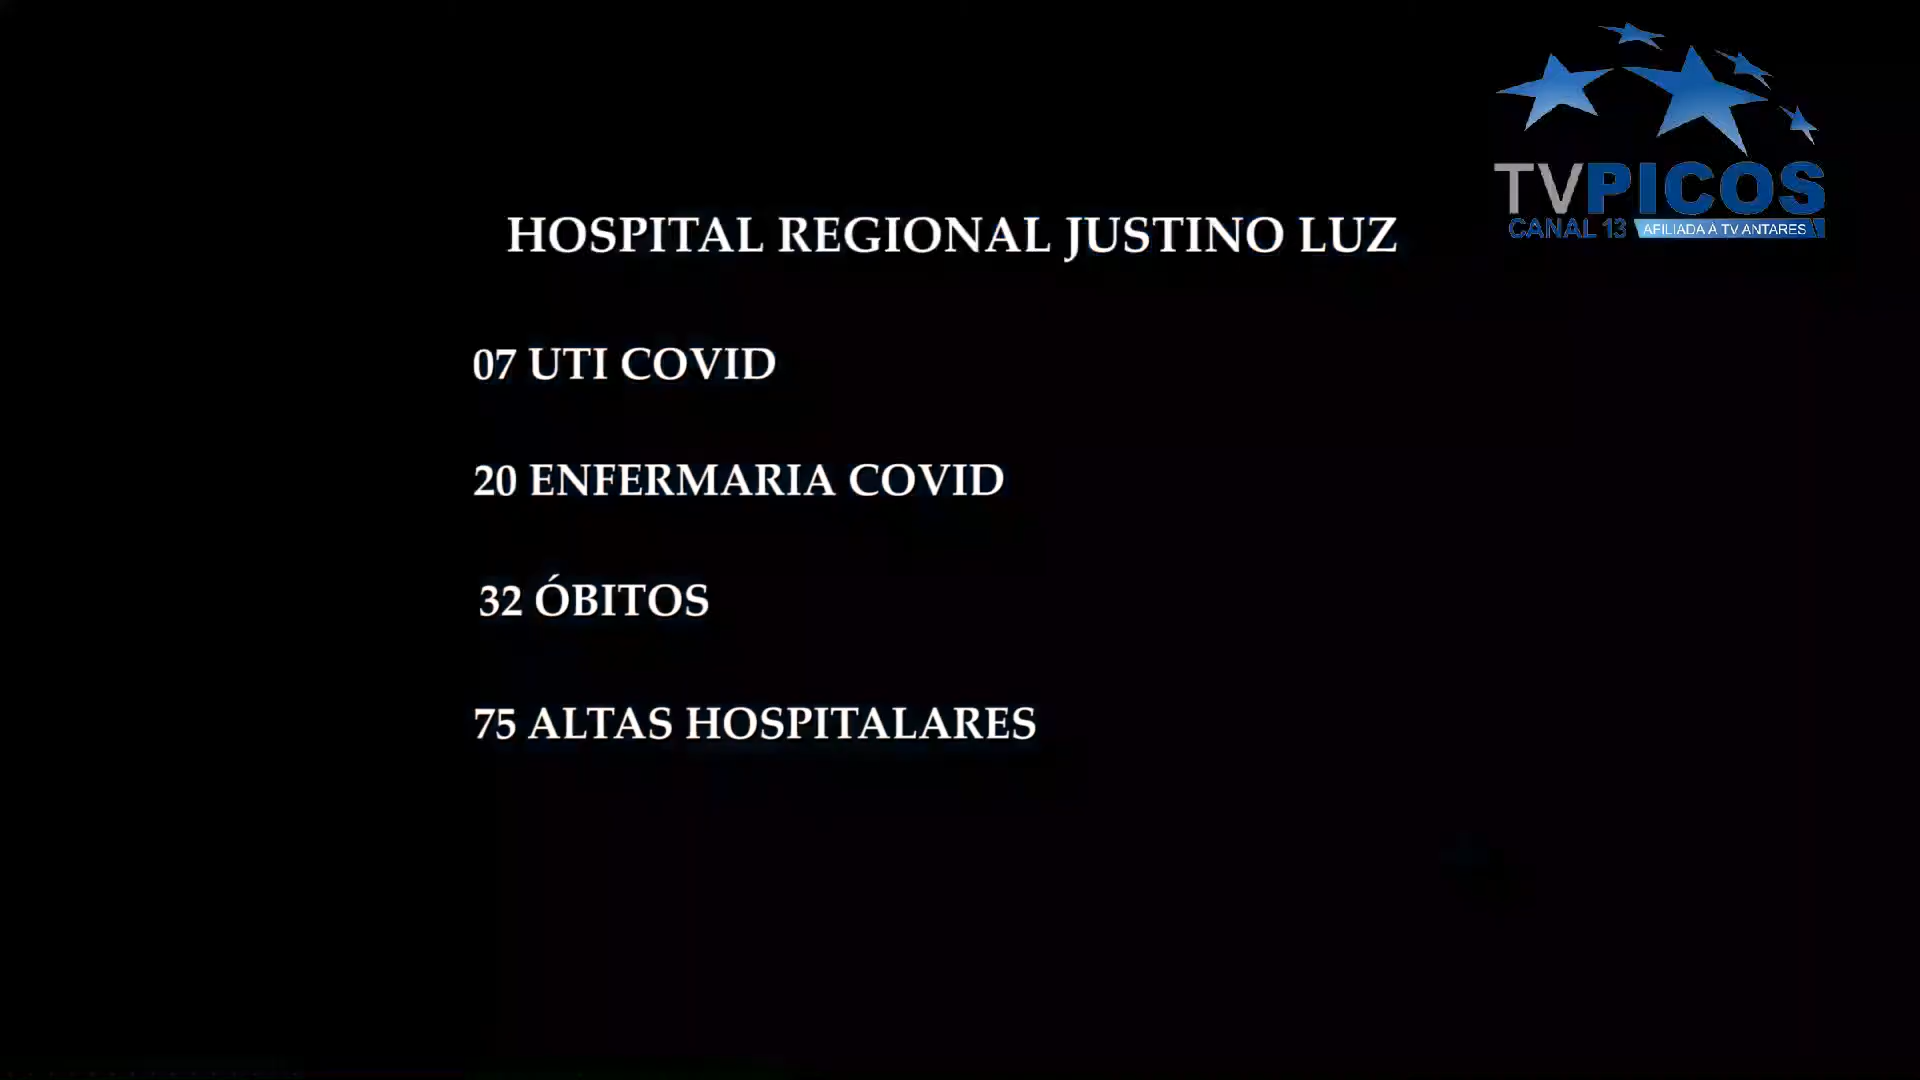 TVPICOS
CANAL 13 AFILIADA À TV ANTARES
HOSPITAL REGIONAL JUSTINO LUZ
07 UTI COVID
20 ENFERMARIA COVID
32 ÓBITOS
75 ALTAS HOSPITALARES